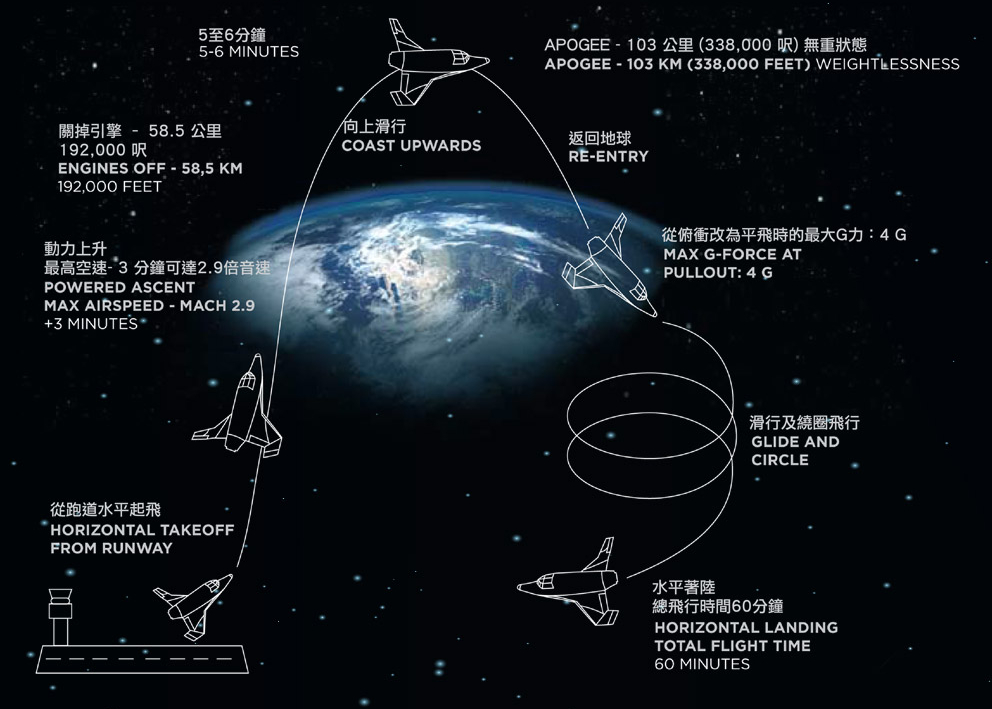 5至6分鐘
5-6 MINUTES
APOGEE - 103 公里 (338,000 呎) 無重狀態
APOGEE - 103 KM (338,000 FEET) WEIGHTLESSNESS
關掉引擎 - 58.5 公里
192,000 呎
ENGINES OFF - 58,5 KM
192,000 FEET
向上滑行
COAST UPWARDS
返回地球
RE-ENTRY
動力上升
最高空速- 3 分鐘可達2.9倍音速
POWERED ASCENT
MAX AIRSPEED - MACH 2.9
+3 MINUTES
從俯衝改為平飛時的最大G力：4 G
MAX G-FORCE AT
PULLOUT: 4 G
滑行及繞圈飛行
GLIDE AND
CIRCLE
從跑道水平起飛
HORIZONTAL TAKEOFF
FROM RUNWAY
水平著陸
總飛行時間60分鐘
HORIZONTAL LANDING
TOTAL FLIGHT TIME
60 MINUTES